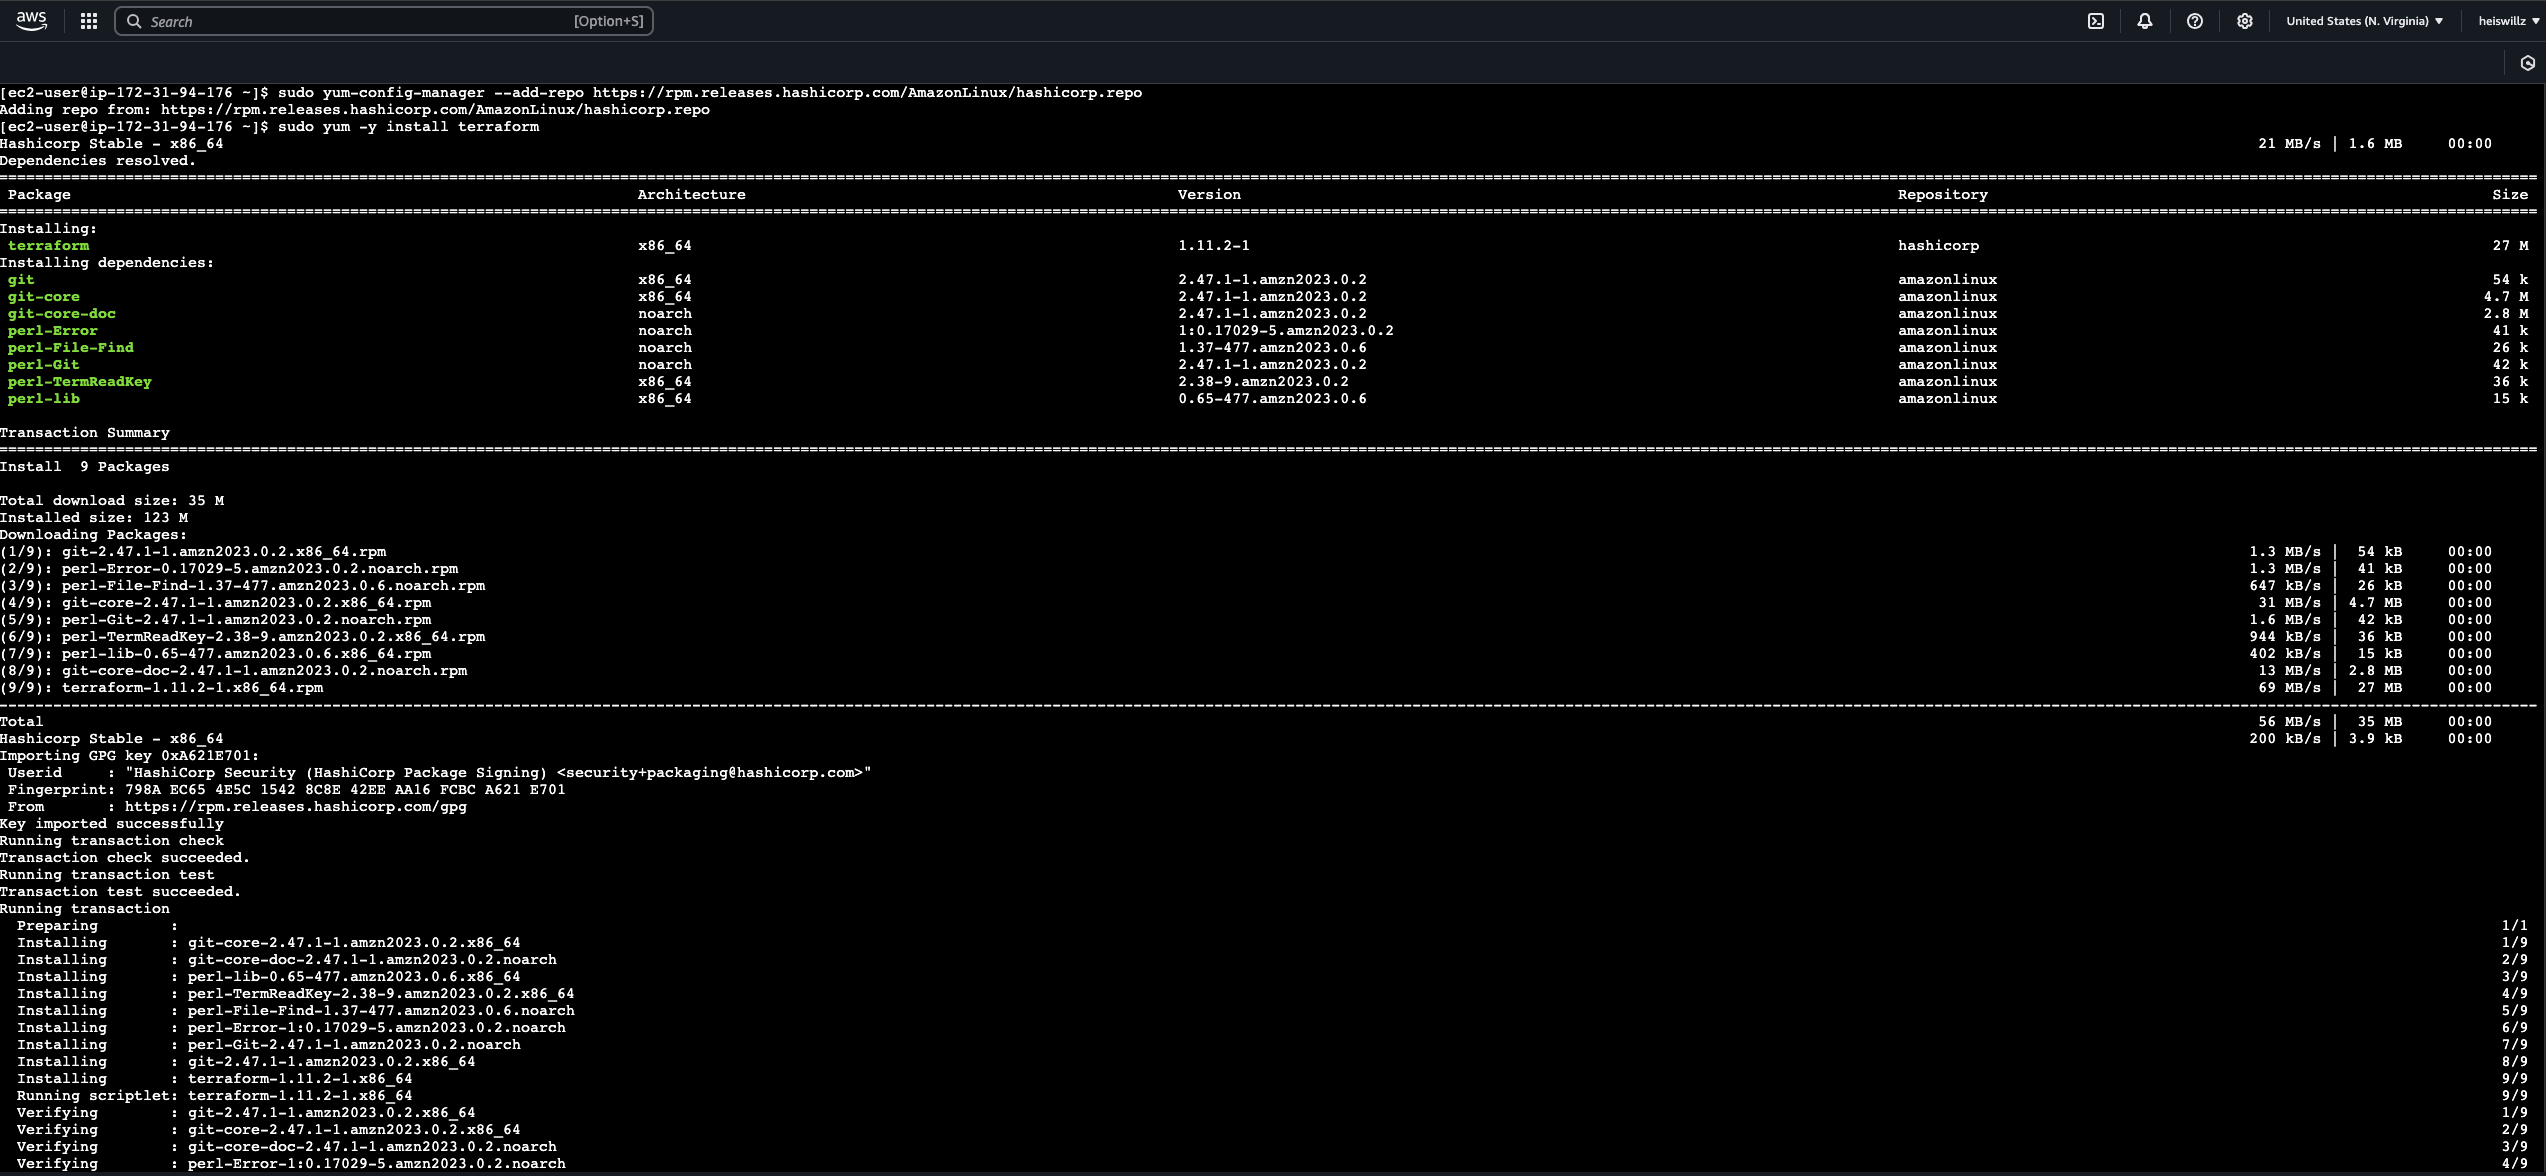 aws
Search [Option+S]
United States (N. Virginia) ▼ heiswillz ▼
[ec2-user@ip-172-31-94-176 ~]$ sudo yum-config-manager --add-repo https://rpm.releases.hashicorp.com/AmazonLinux/hashicorp.repo
Adding repo from: https://rpm.releases.hashicorp.com/AmazonLinux/hashicorp.repo
[ec2-user@ip-172-31-94-176 ~]$ sudo yum -y install terraform
Hashicorp Stable - x86_64 21 MB/s | 1.6 MB 00:00
Dependencies resolved.
Package Architecture Version Repository Size
Installing:
terraform x86_64 1.11.2-1 hashicorp 27 M
Installing dependencies:
git x86_64 2.47.1-1.amzn2023.0.2 amazonlinux 54 k
git-core x86_64 2.47.1-1.amzn2023.0.2 amazonlinux 4.7 M
git-core-doc noarch 2.47.1-1.amzn2023.0.2 amazonlinux 2.8 M
perl-Error noarch 1:0.17029-5.amzn2023.0.2 amazonlinux 41 k
perl-File-Find noarch 1.37-477.amzn2023.0.6 amazonlinux 26 k
perl-Git noarch 2.47.1-1.amzn2023.0.2 amazonlinux 42 k
perl-TermReadKey x86_64 2.38-9.amzn2023.0.2 amazonlinux 36 k
perl-lib x86_64 0.65-477.amzn2023.0.6 amazonlinux 15 k
Transaction Summary
Install 9 Packages
Total download size: 35 M
Installed size: 123 M
Downloading Packages:
(1/9): git-2.47.1-1.amzn2023.0.2.x86_64.rpm 1.3 MB/s | 54 kB 00:00
(2/9): perl-Error-0.17029-5.amzn2023.0.2.noarch.rpm 1.3 MB/s | 41 kB 00:00
(3/9): perl-File-Find-1.37-477.amzn2023.0.6.noarch.rpm 647 kB/s | 26 kB 00:00
(4/9): git-core-2.47.1-1.amzn2023.0.2.x86_64.rpm 31 MB/s | 4.7 MB 00:00
(5/9): perl-Git-2.47.1-1.amzn2023.0.2.noarch.rpm 1.6 MB/s | 42 kB 00:00
(6/9): perl-TermReadKey-2.38-9.amzn2023.0.2.x86_64.rpm 944 kB/s | 36 kB 00:00
(7/9): perl-lib-0.65-477.amzn2023.0.6.x86_64.rpm 402 kB/s | 15 kB 00:00
(8/9): git-core-doc-2.47.1-1.amzn2023.0.2.noarch.rpm 13 MB/s | 2.8 MB 00:00
(9/9): terraform-1.11.2-1.x86_64.rpm 69 MB/s | 27 MB 00:00
Total 56 MB/s | 35 MB 00:00
Hashicorp Stable - x86_64 200 kB/s | 3.9 kB 00:00
Importing GPG key 0xA621E701:
Userid : "HashiCorp Security (HashiCorp Package Signing) <security+packaging@hashicorp.com>"
Fingerprint: 798A EC65 4E5C 1542 8C8E 42EE AA16 FCBC A621 E701
From : https://rpm.releases.hashicorp.com/gpg
Key imported successfully
Running transaction check
Transaction check succeeded.
Running transaction test
Transaction test succeeded.
Running transaction
Preparing : 1/1
Installing : git-core-2.47.1-1.amzn2023.0.2.x86_64 1/9
Installing : git-core-doc-2.47.1-1.amzn2023.0.2.noarch 2/9
Installing : perl-lib-0.65-477.amzn2023.0.6.x86_64 3/9
Installing : perl-TermReadKey-2.38-9.amzn2023.0.2.x86_64 4/9
Installing : perl-File-Find-1.37-477.amzn2023.0.6.noarch 5/9
Installing : perl-Error-1:0.17029-5.amzn2023.0.2.noarch 6/9
Installing : perl-Git-2.47.1-1.amzn2023.0.2.noarch 7/9
Installing : git-2.47.1-1.amzn2023.0.2.x86_64 8/9
Installing : terraform-1.11.2-1.x86_64 9/9
Running scriptlet: terraform-1.11.2-1.x86_64 9/9
Verifying : git-2.47.1-1.amzn2023.0.2.x86_64 1/9
Verifying : git-core-2.47.1-1.amzn2023.0.2.x86_64 2/9
Verifying : git-core-doc-2.47.1-1.amzn2023.0.2.noarch 3/9
Verifying : perl-Error-1:0.17029-5.amzn2023.0.2.noarch 4/9